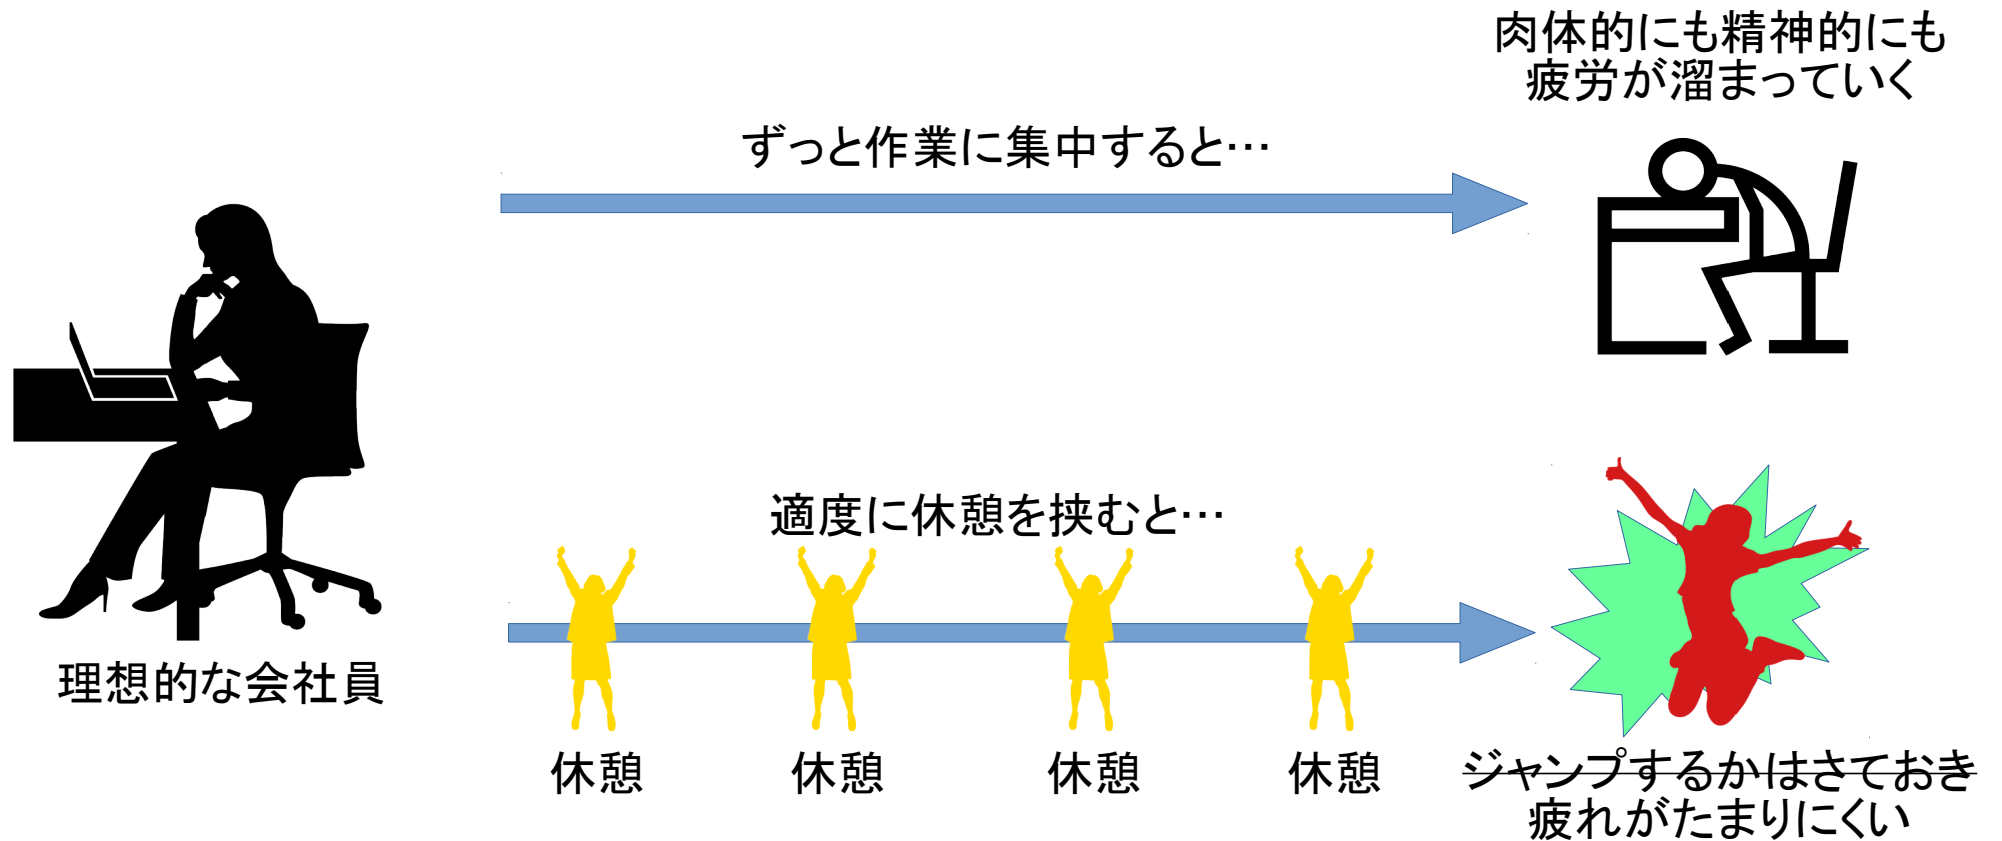 肉体的にも精神的にも
疲労が溜まっていく
ずっと作業に集中すると…
適度に休憩を挟むと…
理想的な会社員
休憩
休憩
休憩
休憩
ジャンプするかはさておき
疲れがたまりにくい